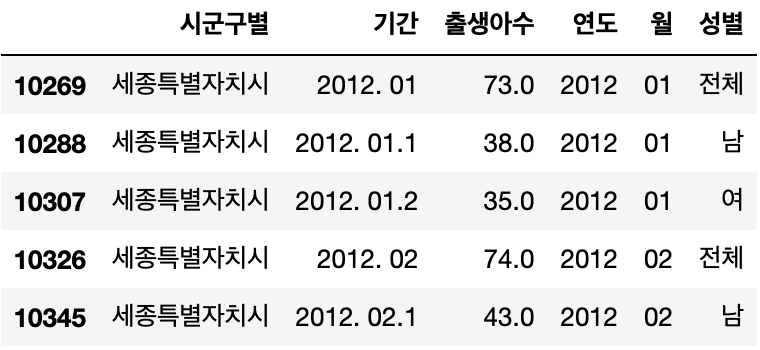 시군구별 기간 출생아수 연도 월 성별
10269 세종특별자치시 2012. 01 73.0 2012 01 전체
10288 세종특별자치시 2012. 01.1 38.0 2012 01 남
10307 세종특별자치시 2012. 01.2 35.0 2012 01 여
10326 세종특별자치시 2012. 02 74.0 2012 02 전체
10345 세종특별자치시 2012. 02.1 43.0 2012 02 남